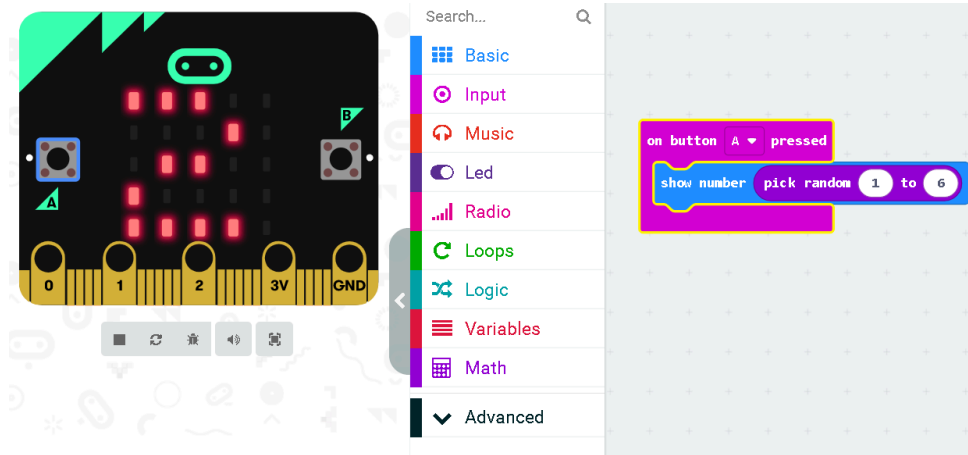 Search...
Basic
Input
Music
Led
Radio
Loops
Logic
Variables
Math
Advanced
A
B
0 1 2 3V GND
on button A pressed
show number pick random 1 to 6